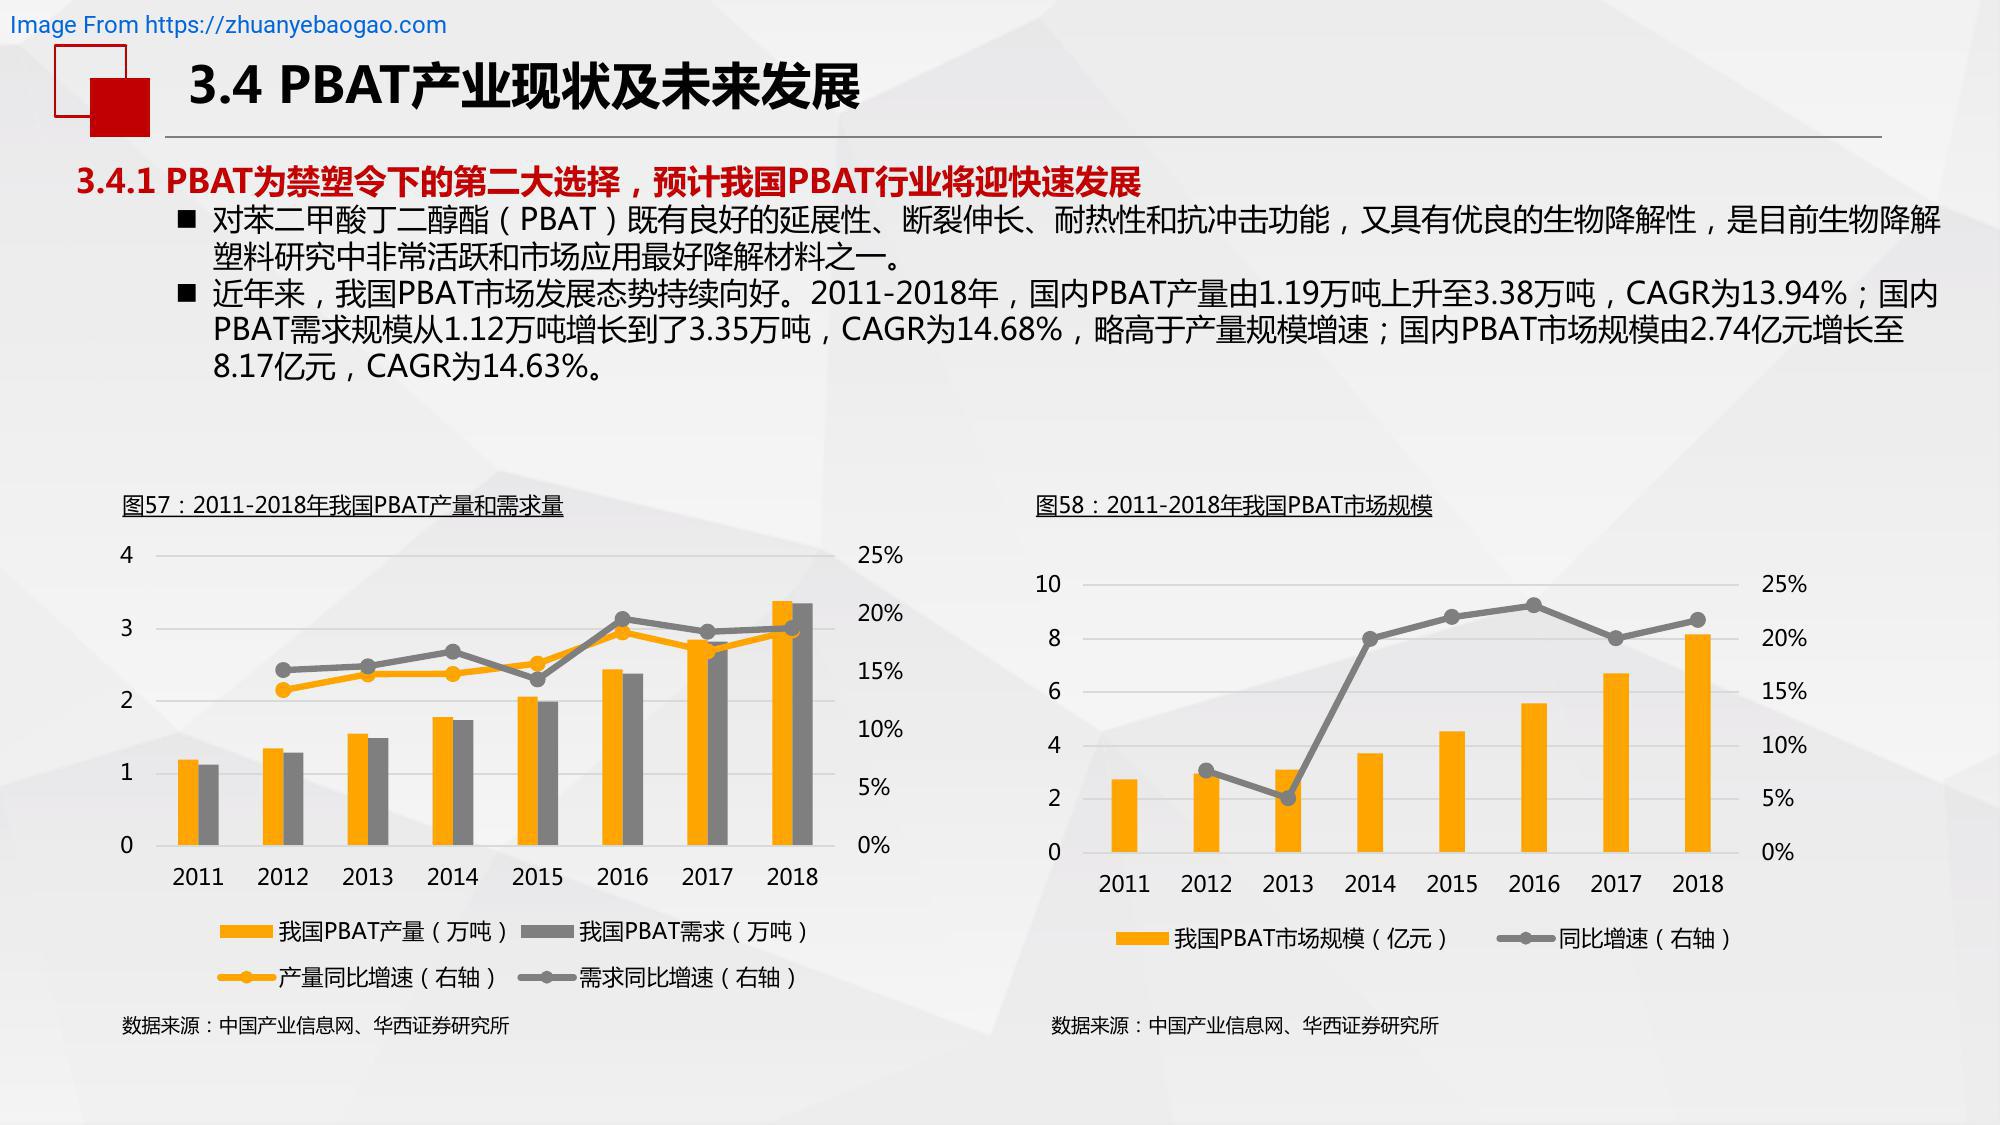 Image From https://zhuanyebaogao.com
3.4 PBAT产业现状及未来发展
3.4.1 PBAT为禁塑令下的第二大选择，预计我国PBAT行业将迎快速发展
■ 对苯二甲酸丁二醇酯（PBAT）既有良好的延展性、断裂伸长、耐热性和抗冲击功能，又具有优良的生物降解性，是目前生物降解
塑料研究中非常活跃和市场应用最好降解材料之一。
■ 近年来，我国PBAT市场发展态势持续向好。2011-2018年，国内PBAT产量由1.19万吨上升至3.38万吨，CAGR为13.94%；国内
PBAT需求规模从1.12万吨增长到了3.35万吨，CAGR为14.68%，略高于产量规模增速；国内PBAT市场规模由2.74亿元增长至
8.17亿元，CAGR为14.63%。
图57：2011-2018年我国PBAT产量和需求量
4
3
2
1
0
25%
20%
15%
10%
5%
0%
2011 2012 2013 2014 2015 2016 2017 2018
我国PBAT产量（万吨） 我国PBAT需求（万吨）
产量同比增速（右轴） 需求同比增速（右轴）
数据来源：中国产业信息网、华西证券研究所
图58：2011-2018年我国PBAT市场规模
10
8
6
4
2
0
25%
20%
15%
10%
5%
0%
2011 2012 2013 2014 2015 2016 2017 2018
我国PBAT市场规模（亿元） 同比增速（右轴）
数据来源：中国产业信息网、华西证券研究所